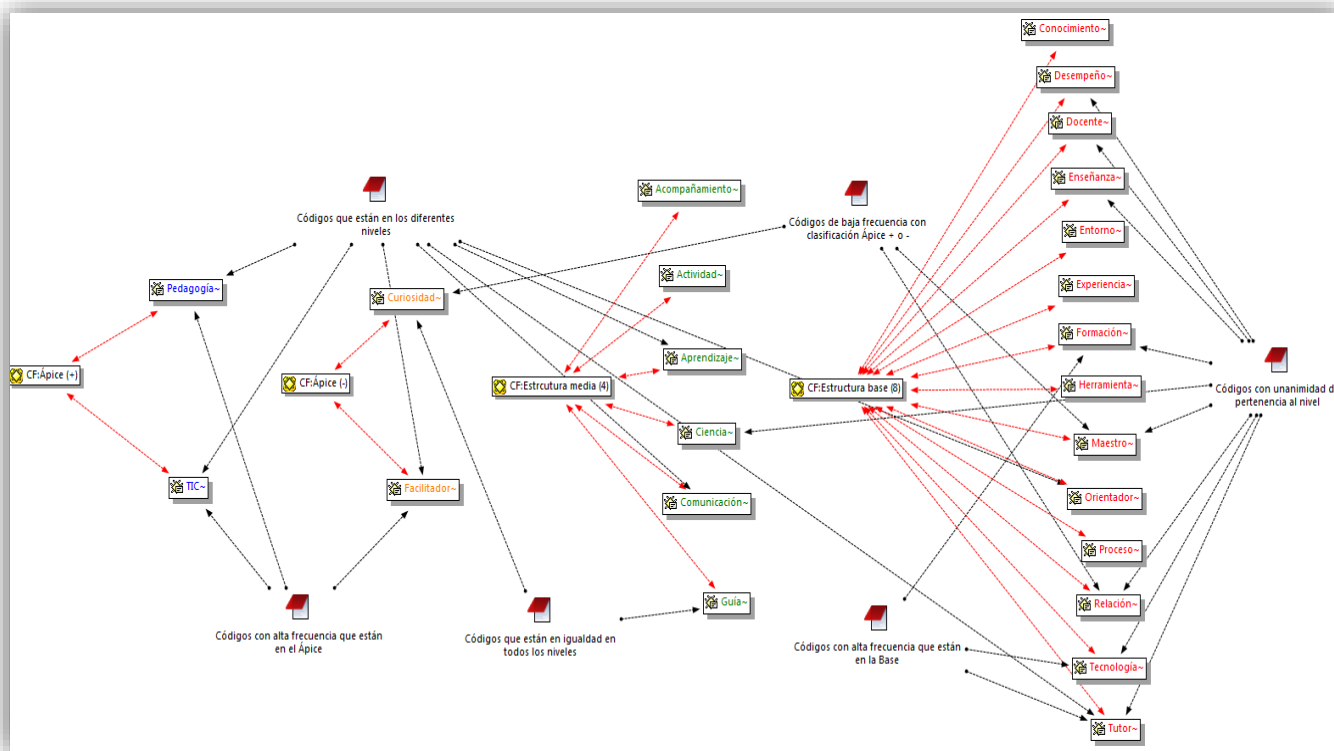 Conocimiento~
Desempeño~
Docente~
Enseñanza~
Entorno~
Experiencia~
Formación~
Herramienta~
Maestro~
Orientador~
Proceso~
Relación~
Tecnología~
Tutor~
Acompañamiento~
Actividad~
Aprendizaje~
Ciencia~
Comunicación~
Guía~
Códigos que están en los diferentes
niveles
Códigos de baja frecuencia con
clasificación Ápice + o -
Pedagogía~
Curiosidad~
CF:Ápice (+)
CF:Ápice (-)
CF:Estrcutura media (4)
CF:Estructura base (8)
Códigos con unanimidad d
pertenencia al nivel
TIC~
Facilitador~
Códigos con alta frecuencia que están
en el Ápice
Códigos que están en igualdad en
todos los niveles
Códigos con alta frecuencia que están
en la Base